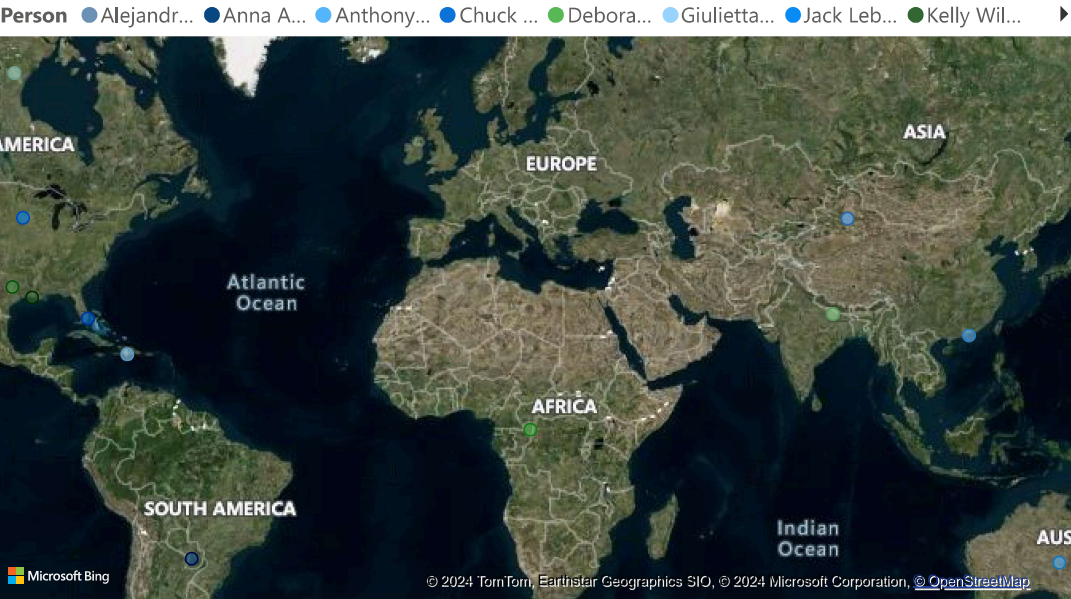 Person Alejandr... Anna A... Anthony... Chuck ... Debora... Giulietta... Jack Leb... Kelly Wil...
AMERICA
EUROPE
ASIA
Atlantic
Ocean
AFRICA
SOUTH AMERICA
Indian
Ocean
AUS
Microsoft Bing
© 2024 TomTom, Earthstar Geographics SIO, © 2024 Microsoft Corporation, © OpenStreetMap